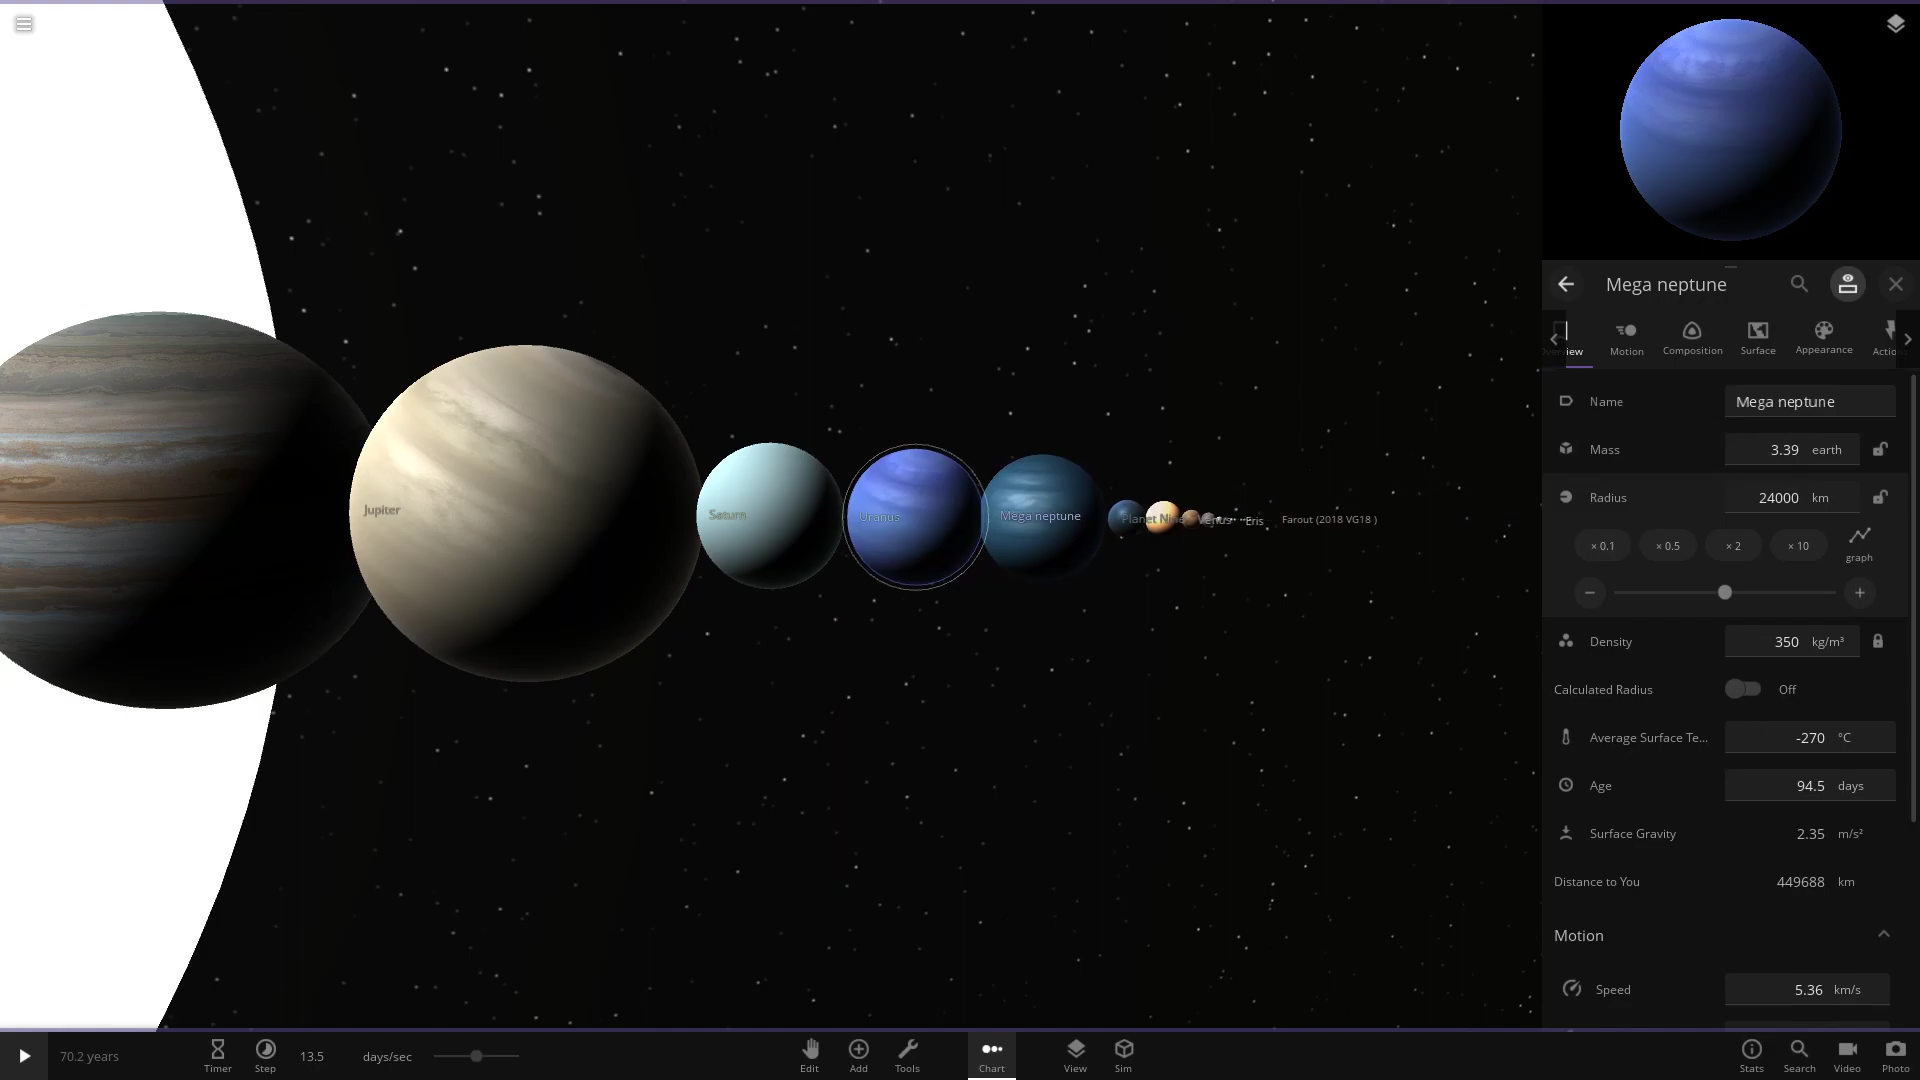 Jupiter
Saturn
Uranus
Mega neptune
Planet Nine
Venus
Eris
Farout (2018 VG18 )
Mega neptune
Overview
Motion
Composition
Surface
Appearance
Name
Mega neptune
Mass
3.39 earth
Radius
24000 km
× 0.1
× 0.5
× 2
× 10
graph
Density
350 kg/m³
Calculated Radius
Off
Average Surface Te...
-270 °C
Age
94.5 days
Surface Gravity
2.35 m/s²
Distance to You
449688 km
Motion
Speed
5.36 km/s
70.2 years
Timer
Step
13.5 days/sec
Edit
Add
Tools
Chart
View
Sim
Stats
Search
Video
Photo